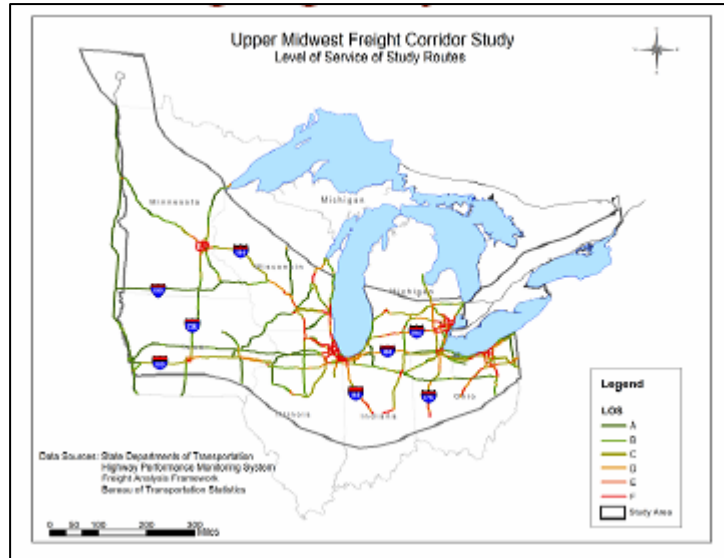 Upper Midwest Freight Corridor Study
Level of Service of Study Routes
Minnesota
Michigan
Wisconsin
Michigan
Illinois
Indiana
Ohio
Legend
LOS
A
B
C
D
E
F
Study Area
Data Sources: State Departments of Transportation
Highway Performance Monitoring System
Freight Analysis Framework
Bureau of Transportation Statistics
0 50 100 200 300
Miles